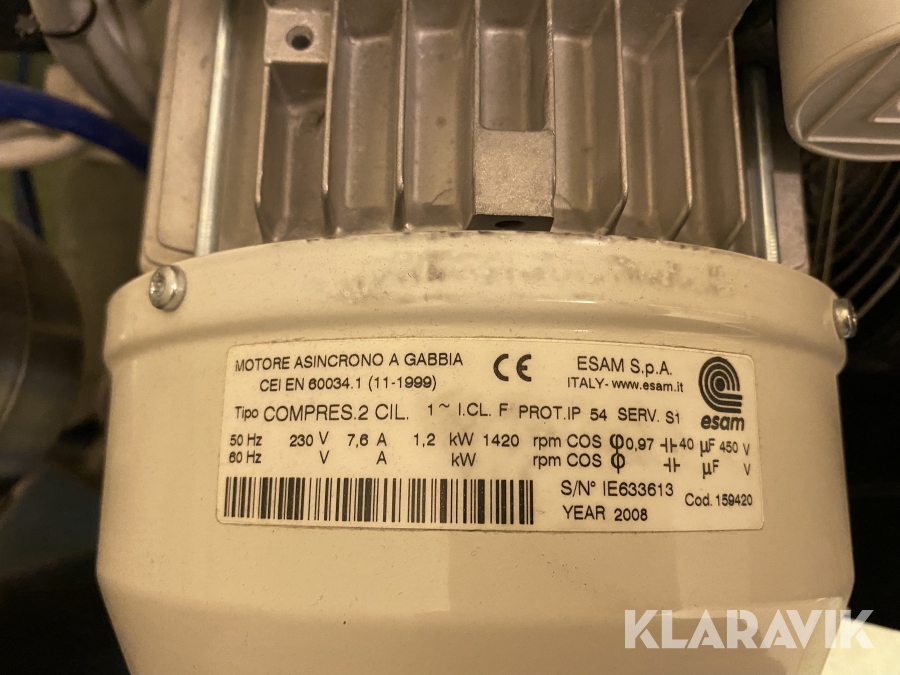 MOTORE ASINCRONO A GABBIA
CEI EN 60034.1 (11-1999)
CE
ESAM S.p.A.
ITALY- www.esam.it
esam
Tipo COMPRES.2 CIL. 1~ I.CL. F PROT.IP 54 SERV. S1
50 Hz 230 V 7,6 A 1,2 kW 1420 rpm COS φ 0,97 ⊣⊢ 40 µF 450 V
60 Hz V A kW rpm COS φ ⊣⊢ µF V
S/N° IE633613
Cod. 159420
YEAR 2008
KLARAVIK